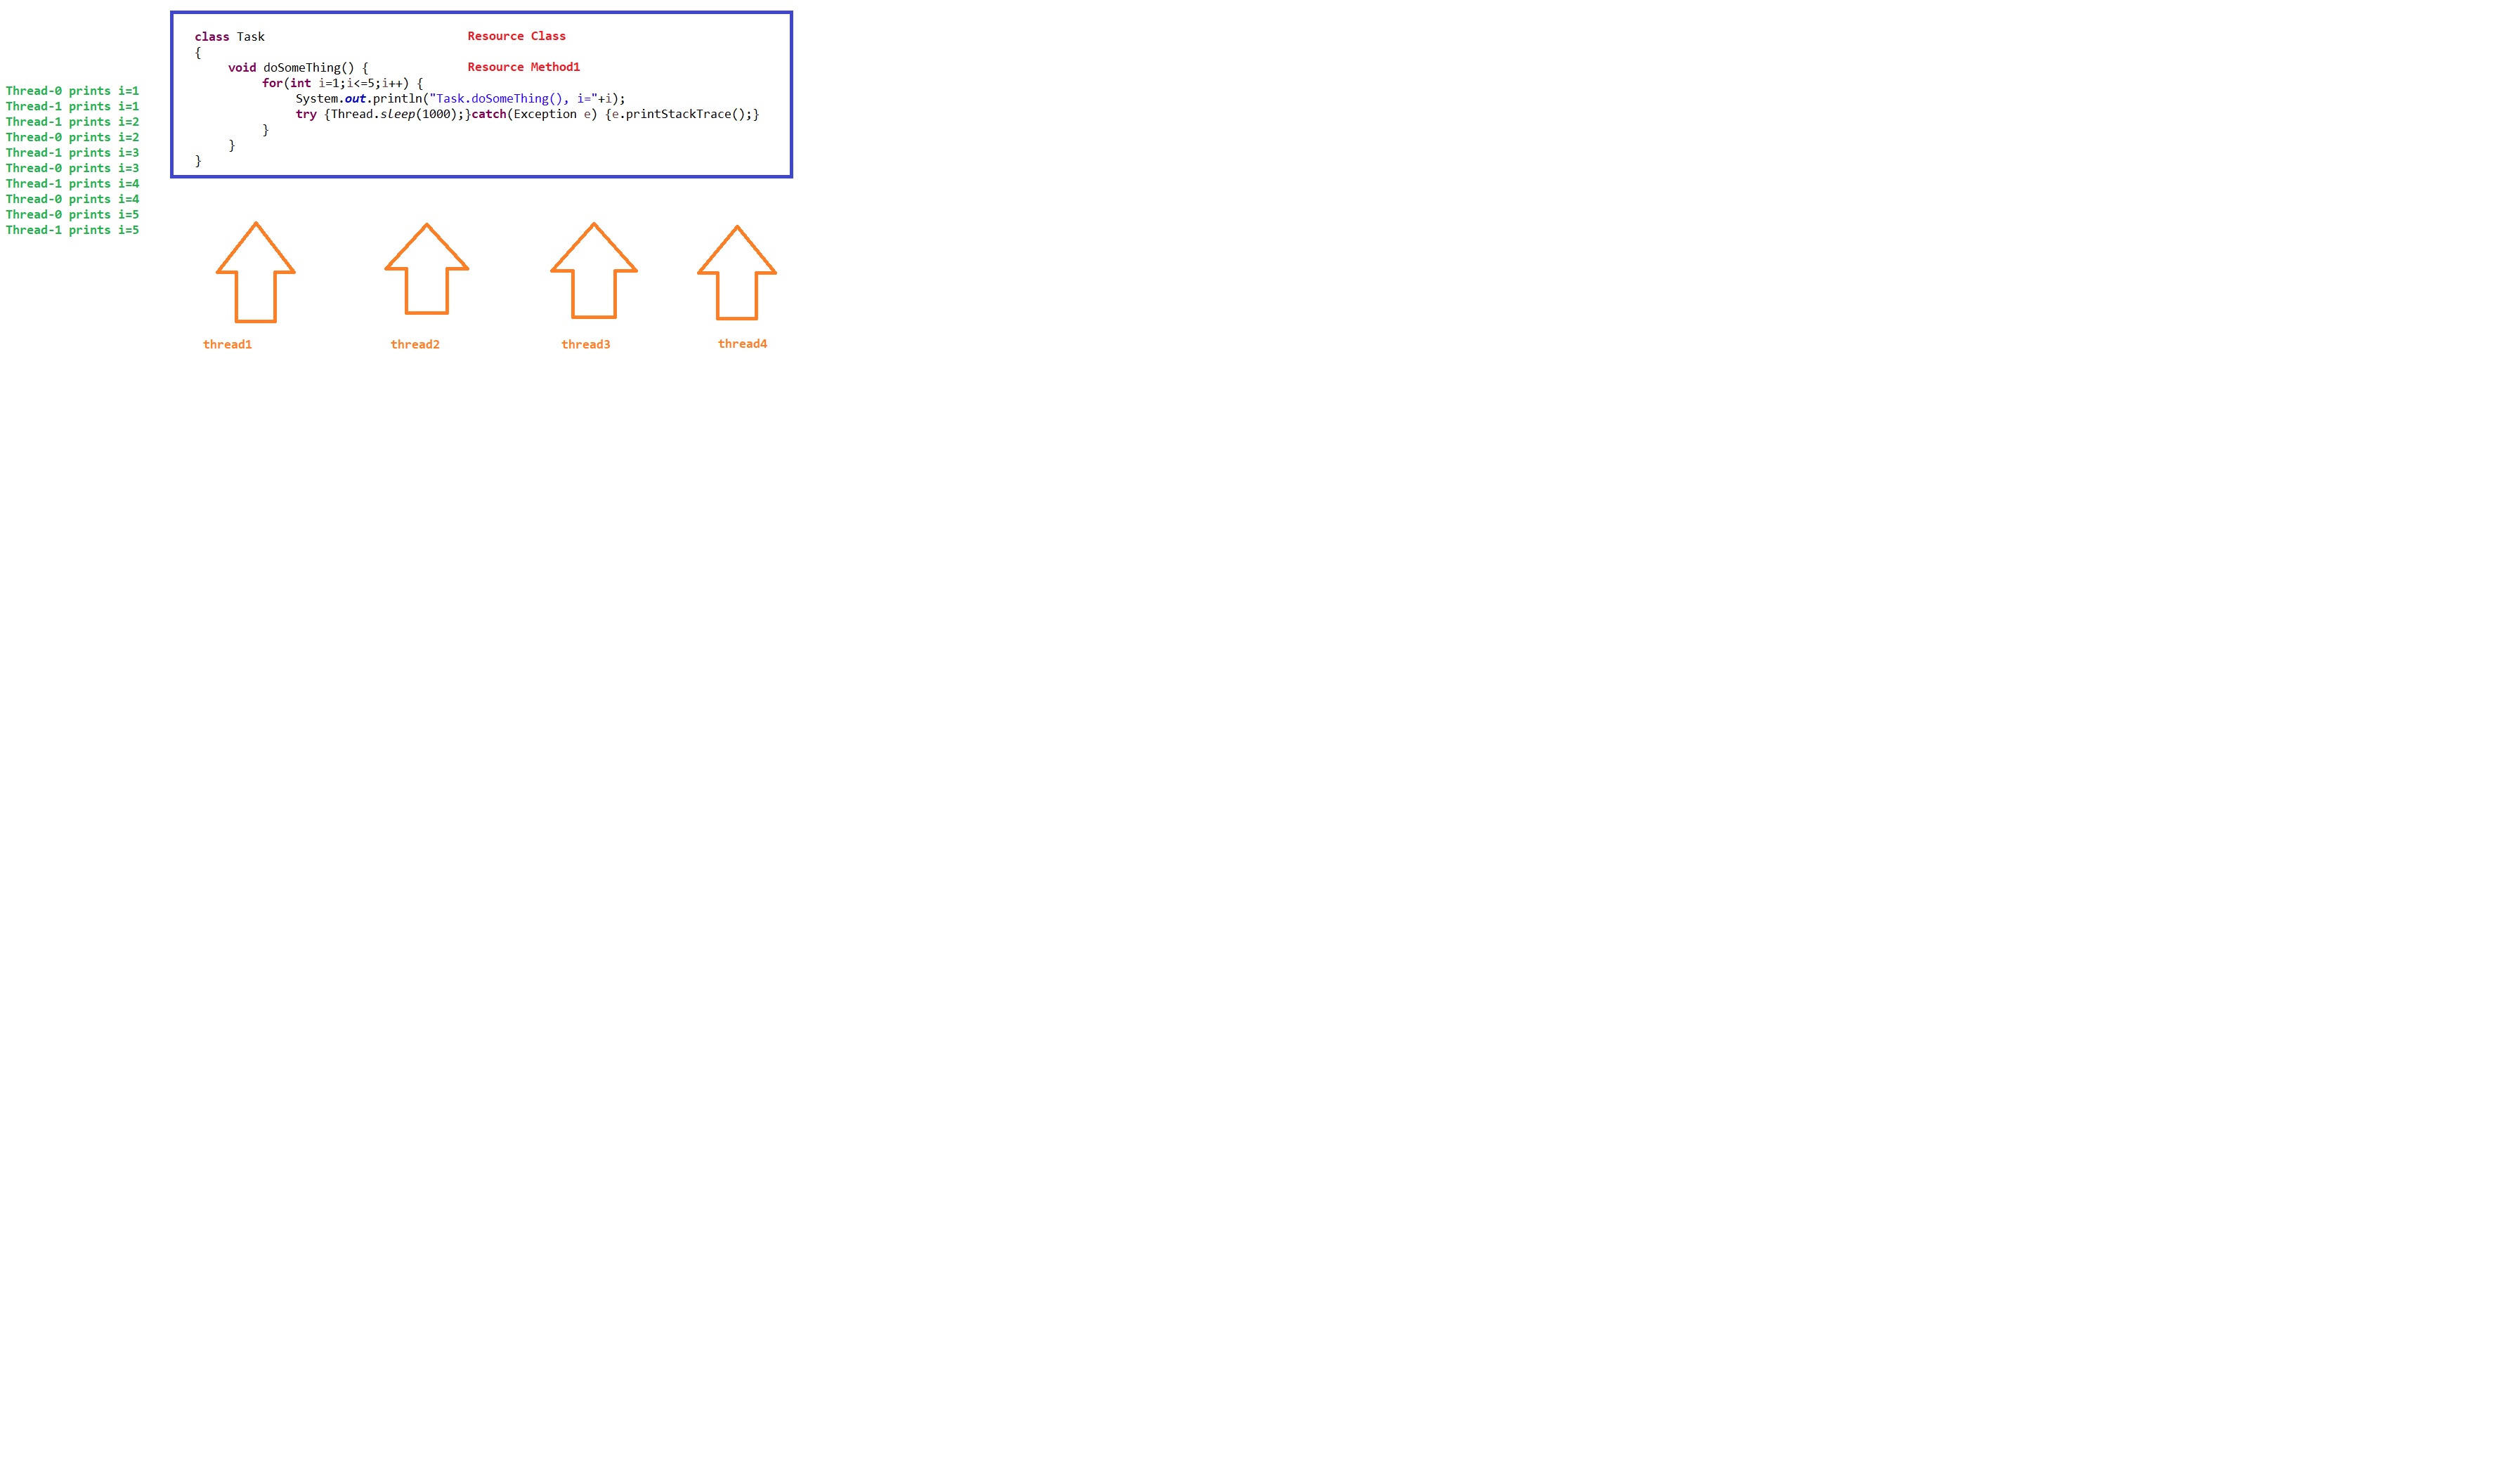 class Task Resource Class
{
void doSomeThing() { Resource Method1
for(int i=1;i<=5;i++) {
System.out.println("Task.doSomeThing(), i="+i);
try {Thread.sleep(1000);}catch(Exception e) {e.printStackTrace();}
}
}
}
Thread-0 prints i=1
Thread-1 prints i=1
Thread-1 prints i=2
Thread-0 prints i=2
Thread-1 prints i=3
Thread-0 prints i=3
Thread-1 prints i=4
Thread-0 prints i=4
Thread-0 prints i=5
Thread-1 prints i=5
thread1 thread2 thread3 thread4